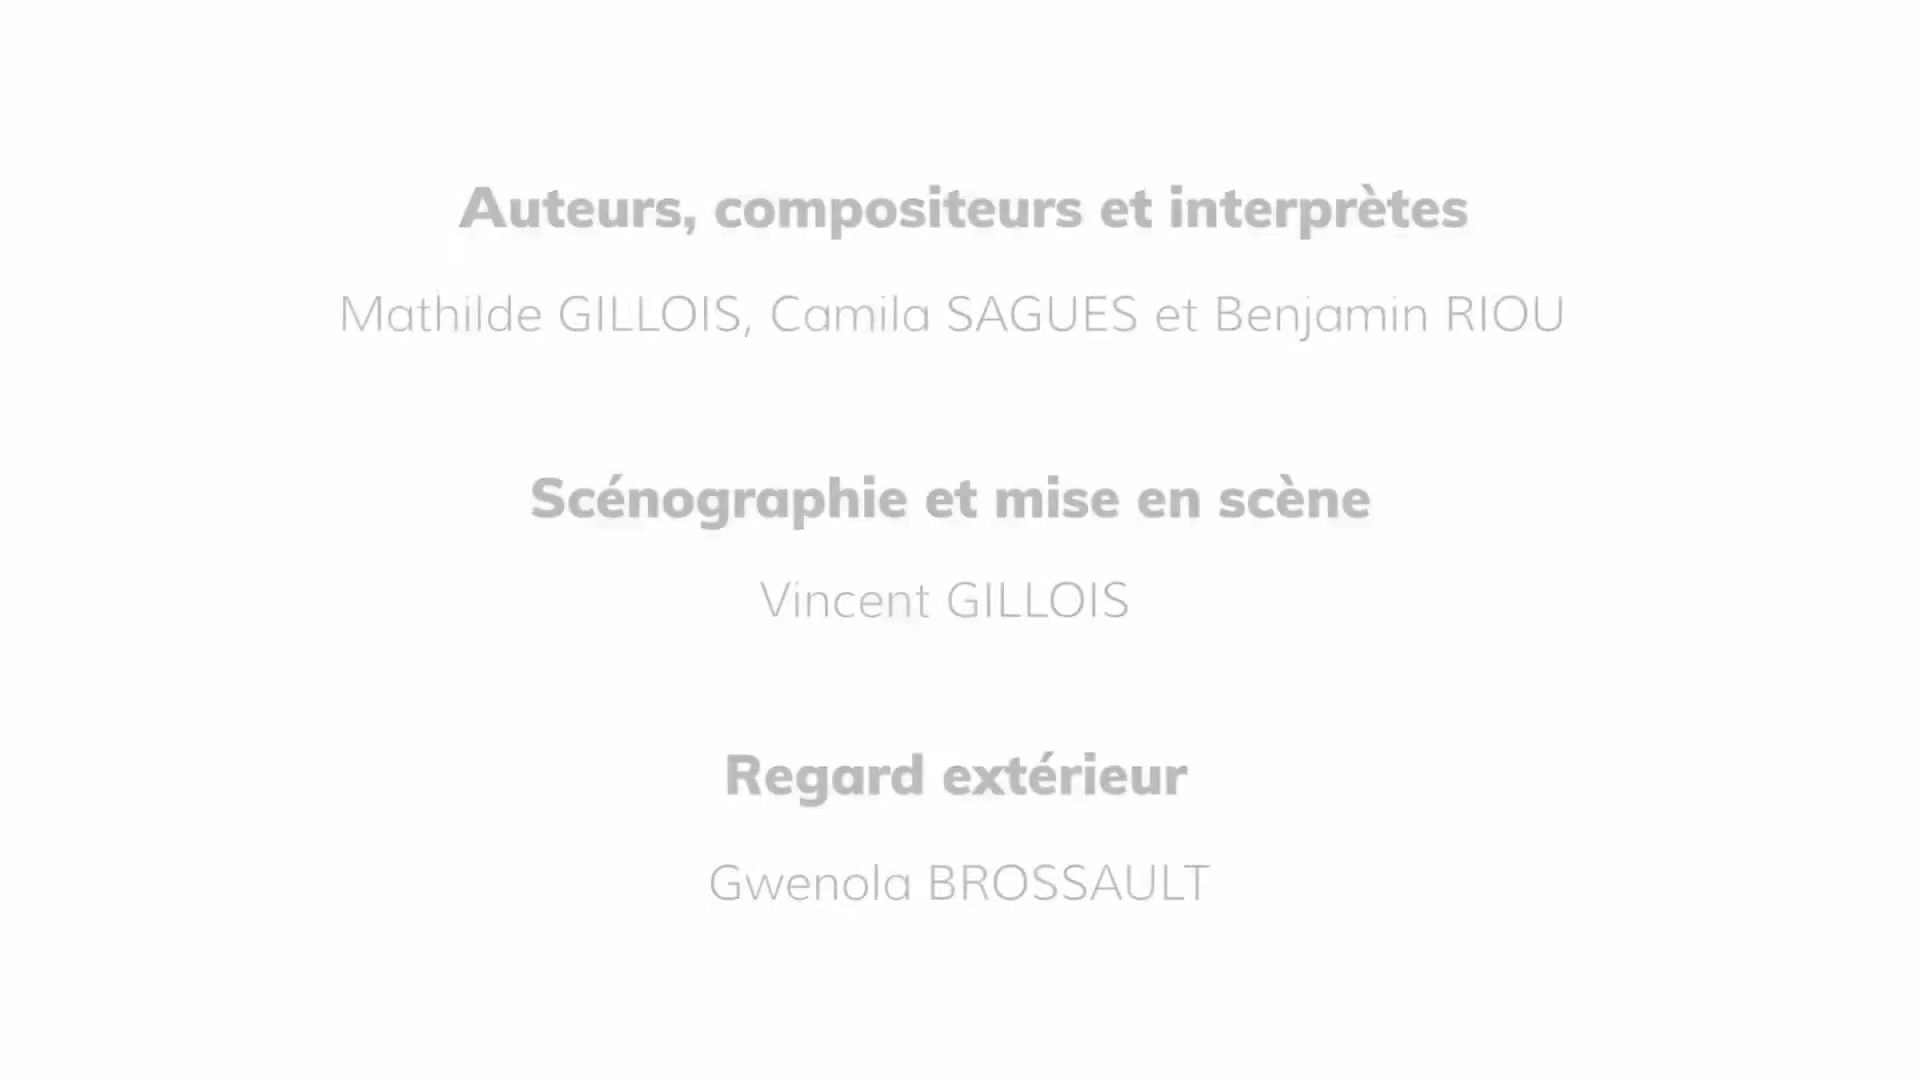 Auteurs, compositeurs et interprètes
Mathilde GILLOIS, Camila SAGUES et Benjamin RIOU
Scénographie et mise en scène
Vincent GILLOIS
Regard extérieur
Gwenola BROSSAULT